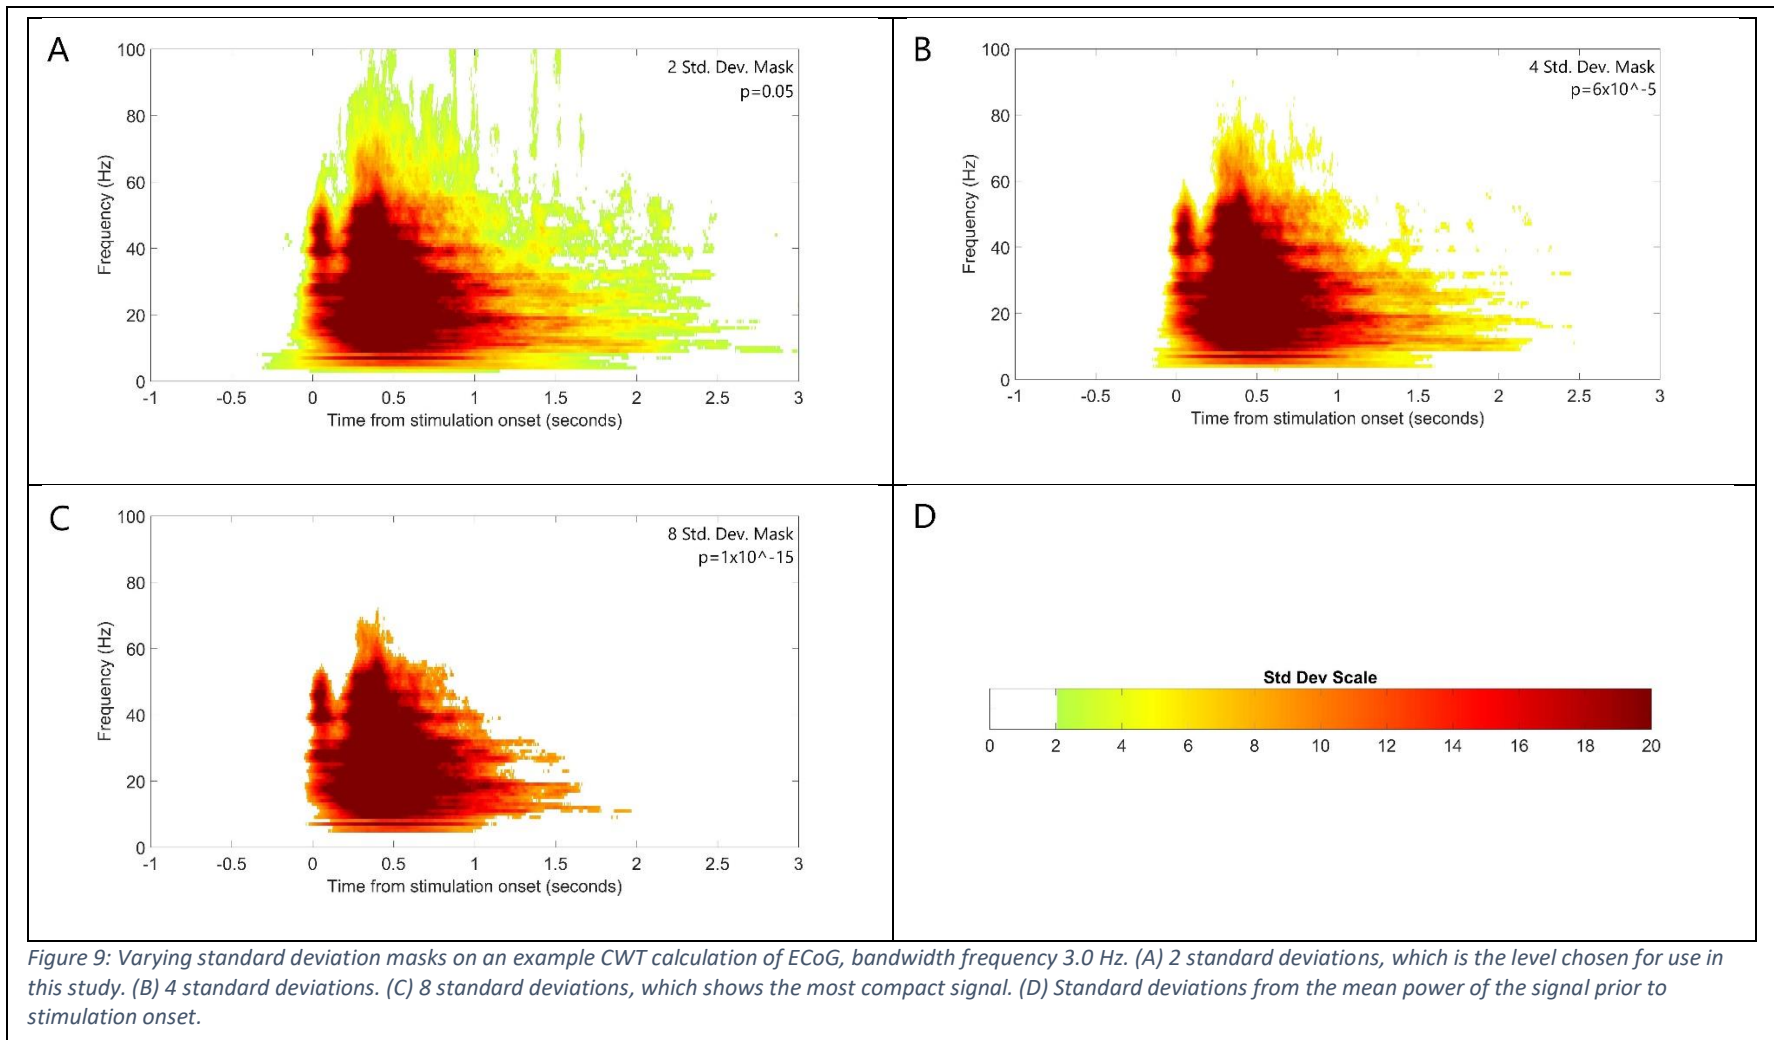 A
2 Std. Dev. Mask
p=0.05
100
80
60
40
20
0
Frequency (Hz)
-1 -0.5 0 0.5 1 1.5 2 2.5 3
Time from stimulation onset (seconds)
B
4 Std. Dev. Mask
p=6x10^-5
100
80
60
40
20
0
Frequency (Hz)
-1 -0.5 0 0.5 1 1.5 2 2.5 3
Time from stimulation onset (seconds)
C
8 Std. Dev. Mask
p=1x10^-15
100
80
60
40
20
0
Frequency (Hz)
-1 -0.5 0 0.5 1 1.5 2 2.5 3
Time from stimulation onset (seconds)
D
Std Dev Scale
0 2 4 6 8 10 12 14 16 18 20
Figure 9: Varying standard deviation masks on an example CWT calculation of ECoG, bandwidth frequency 3.0 Hz. (A) 2 standard deviations, which is the level chosen for use in
this study. (B) 4 standard deviations. (C) 8 standard deviations, which shows the most compact signal. (D) Standard deviations from the mean power of the signal prior to
stimulation onset.